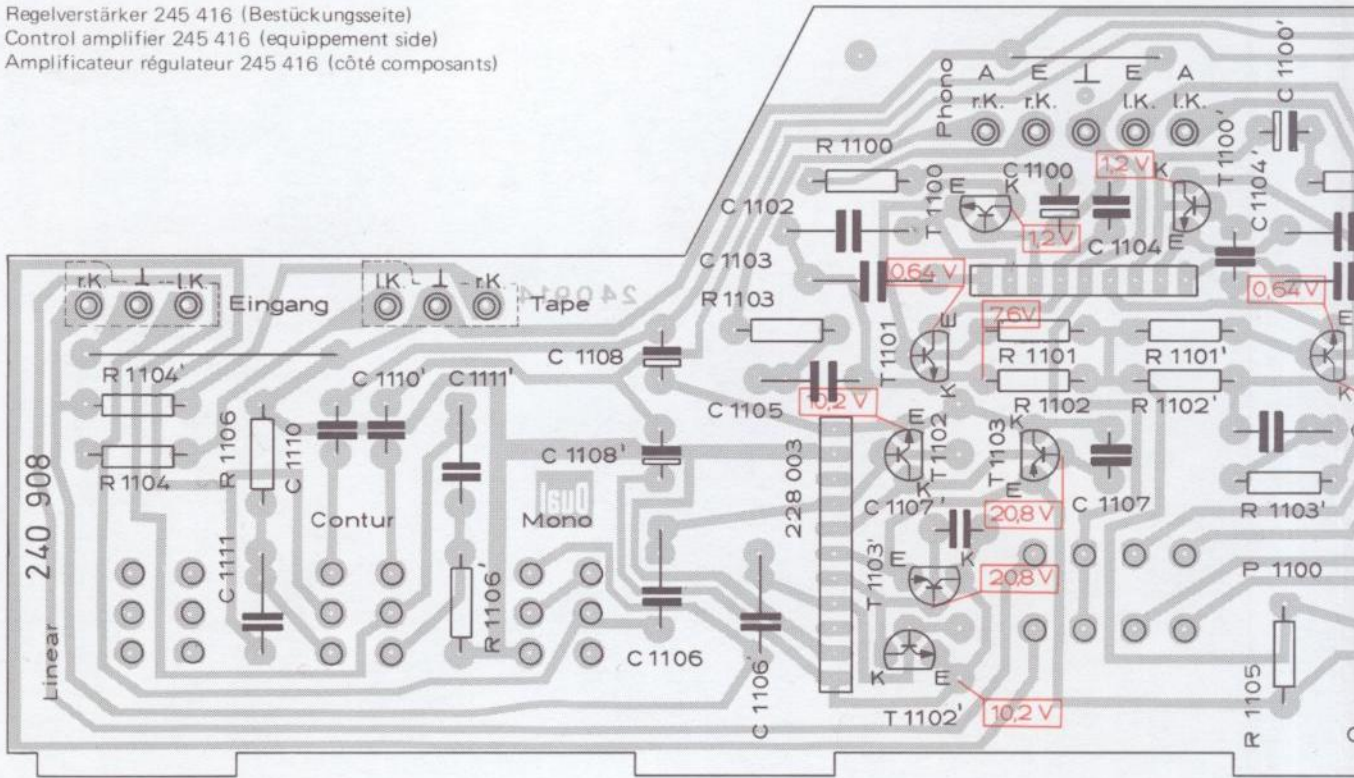 Regelverstärker 245 416 (Bestückungsseite)
Control amplifier 245 416 (equippement side)
Amplificateur régulateur 245 416 (côté composants)
Phono
A E ⊥ E A
r.K. r.K. l.K. l.K.
C 1100'
R 1100
T 1100
C 1100
1,2 V
T 1100'
C 1104'
E K
K
E
C 1102
1,2 V
C 1104
C 1103
0,64 V
0,64 V
r.K. ⊥ l.K.
Eingang
l.K. ⊥ r.K.
Tape
240914
R 1103
7,6V
E
K
E
K
T 1101
R 1101
R 1101'
C 1108
R 1104'
C 1110'
C 1111'
C 1105
10,2 V
R 1102
R 1102'
R 1104
R 1106
C 1110
C 1108'
228 003
E
K
T 1102
T 1103
K
E
C 1107'
C 1107
R 1103'
240 908
Contur
Dual
Mono
20,8 V
C 1111
R 1106'
T 1103'
E K
20,8 V
P 1100
Linear
C 1106
C 1106'
K E
T 1102'
10,2 V
R 1105